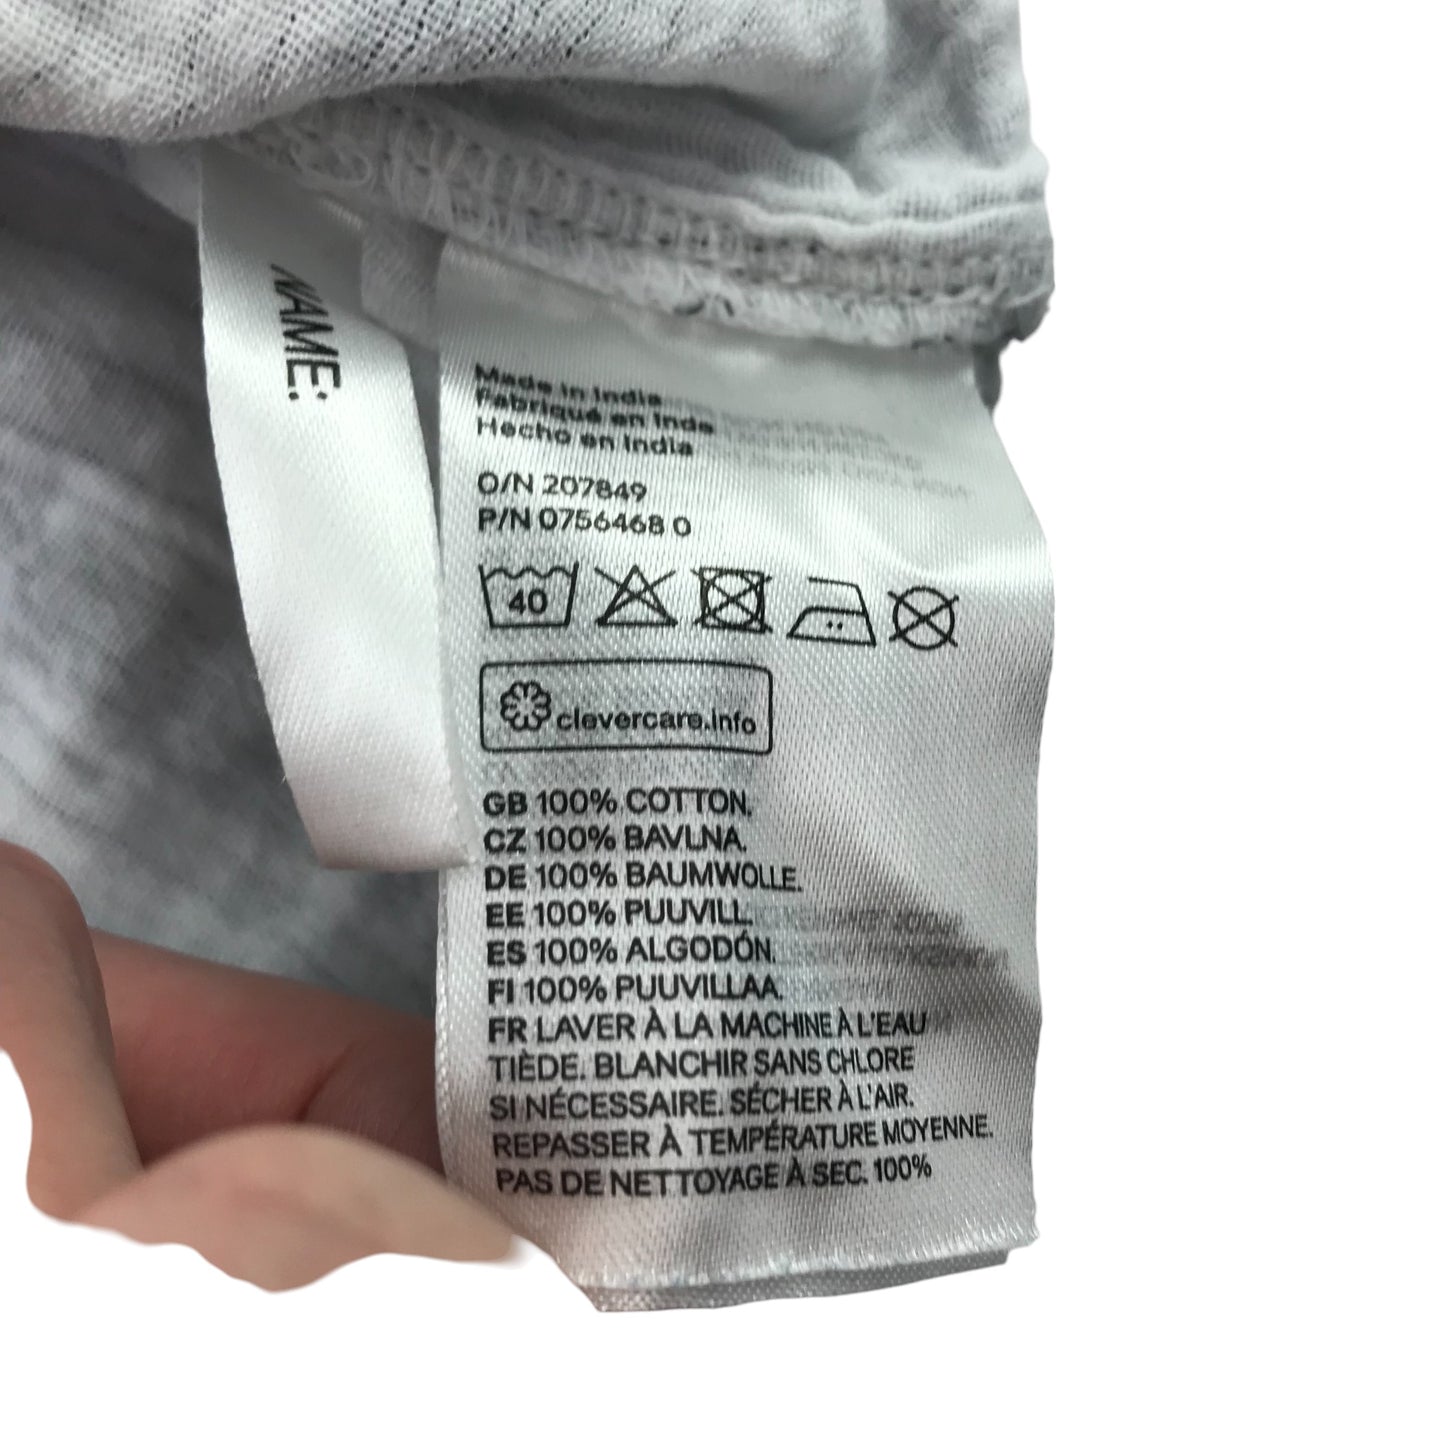 NAME:
Made in India
Fabriqué en Inde
Hecho en India
O/N 207849
P/N 0756468 0
40
clevercare.info
GB 100% COTTON.
CZ 100% BAVLNA.
DE 100% BAUMWOLLE.
EE 100% PUUVILL.
ES 100% ALGODÓN.
FI 100% PUUVILLAA.
FR LAVER À LA MACHINE À L'EAU
TIÈDE. BLANCHIR SANS CHLORE
SI NÉCESSAIRE. SÉCHER À L'AIR.
REPASSER À TEMPÉRATURE MOYENNE.
PAS DE NETTOYAGE À SEC. 100%